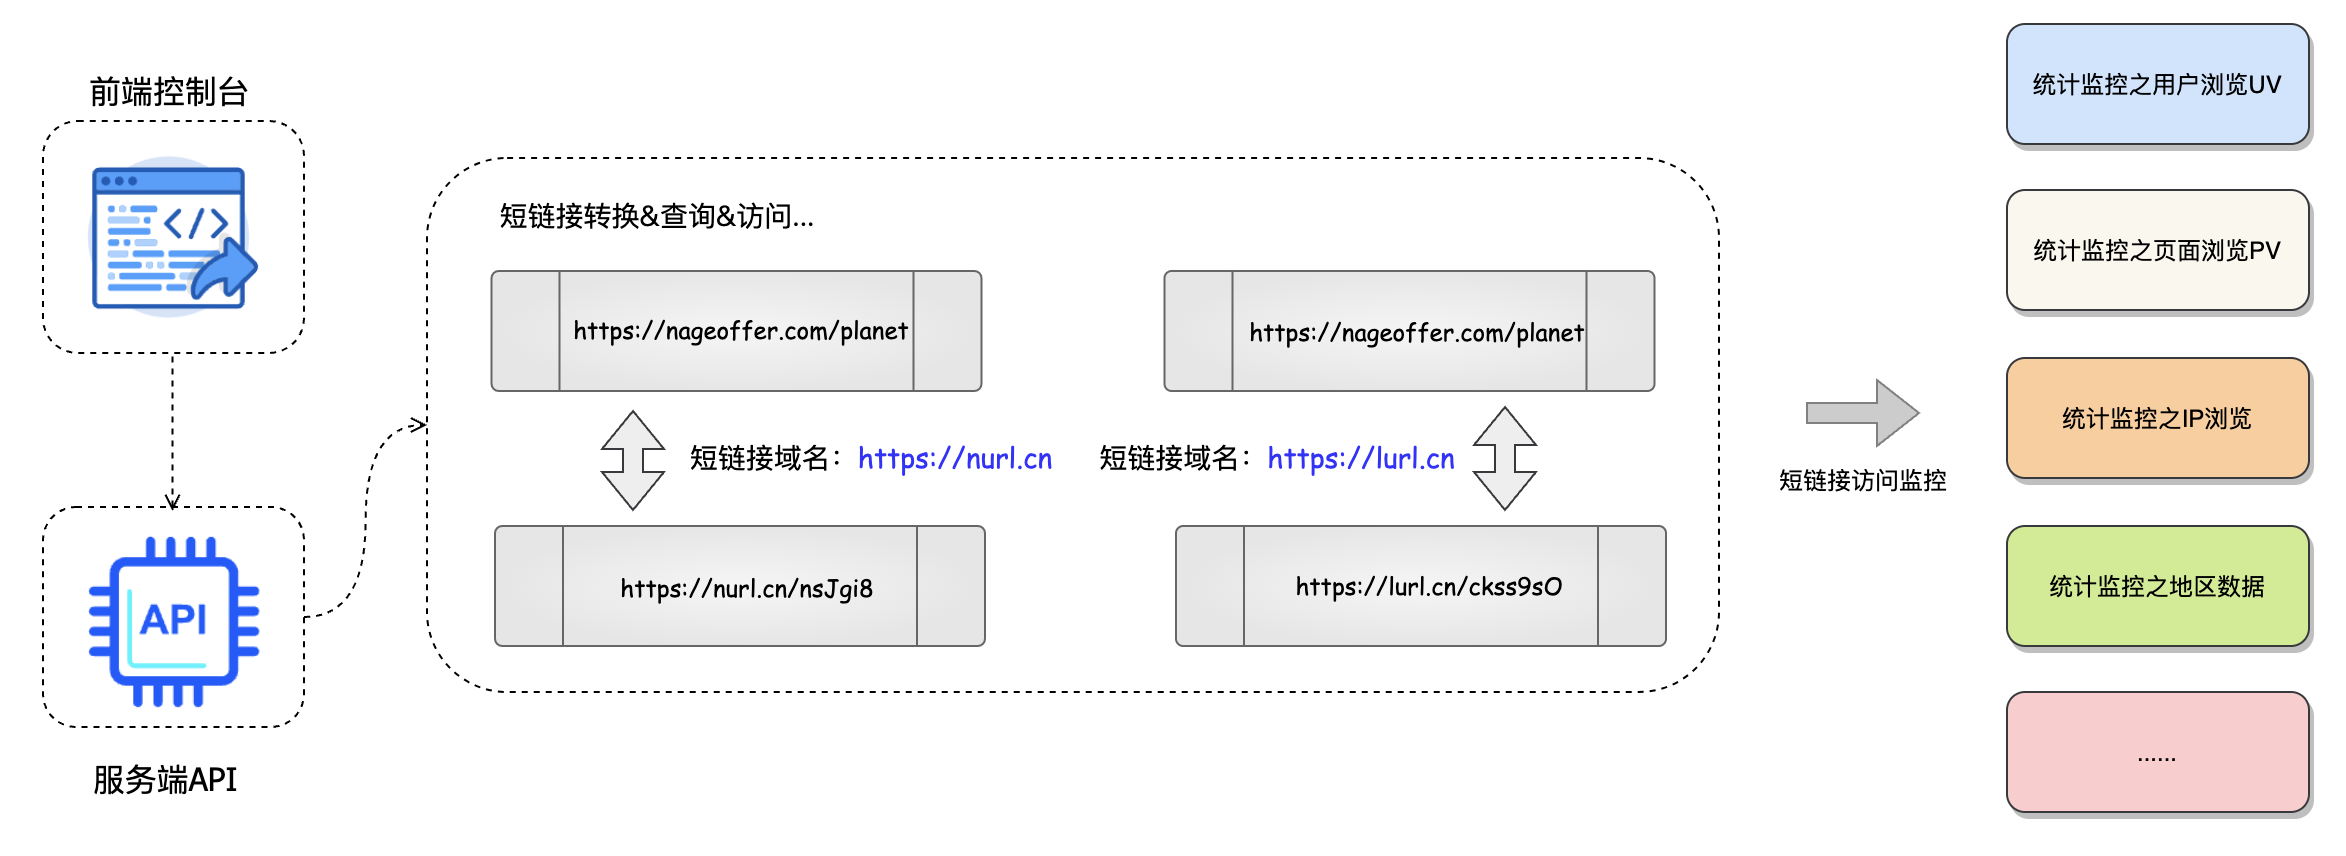 前端控制台
API
服务端API
短链接转换&查询&访问...
https://nageoffer.com/planet
https://nageoffer.com/planet
短链接域名：https://nurl.cn
短链接域名：https://lurl.cn
https://nurl.cn/nsJgi8
https://lurl.cn/ckss9sO
短链接访问监控
统计监控之用户浏览UV
统计监控之页面浏览PV
统计监控之IP浏览
统计监控之地区数据
......